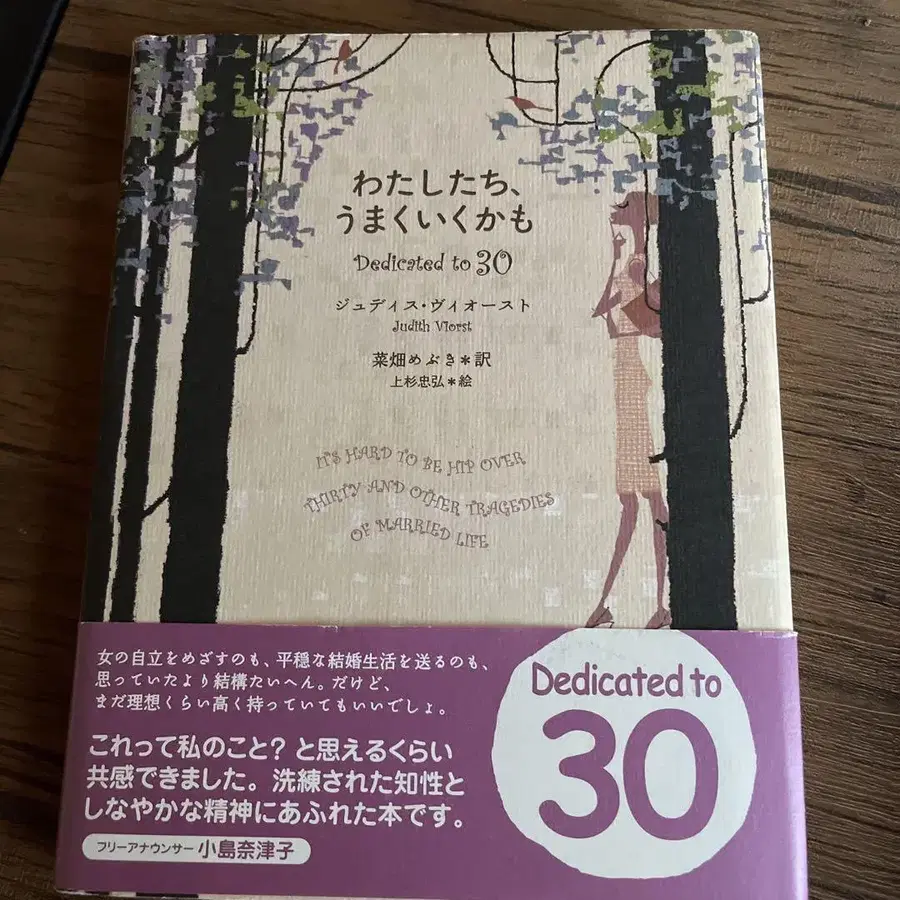 わたしたち、
うまくいくかも
Dedicated to 30
ジュディス・ヴィオースト
Judith Viorst
菜畑めぶき*訳
上杉忠弘*絵
IT'S HARD TO BE HIP OVER
THIRTY AND OTHER TRAGEDIES
OF MARRIED LIFE
女の自立をめざすのも、平穏な結婚生活を送るのも、
思っていたより結構たいへん。だけど、
まだ理想くらい高く持っていてもいいでしょ。
これって私のこと?と思えるくらい
共感できました。洗練された知性と
しなやかな精神にあふれた本です。
フリーアナウンサー 小島奈津子
Dedicated to
30